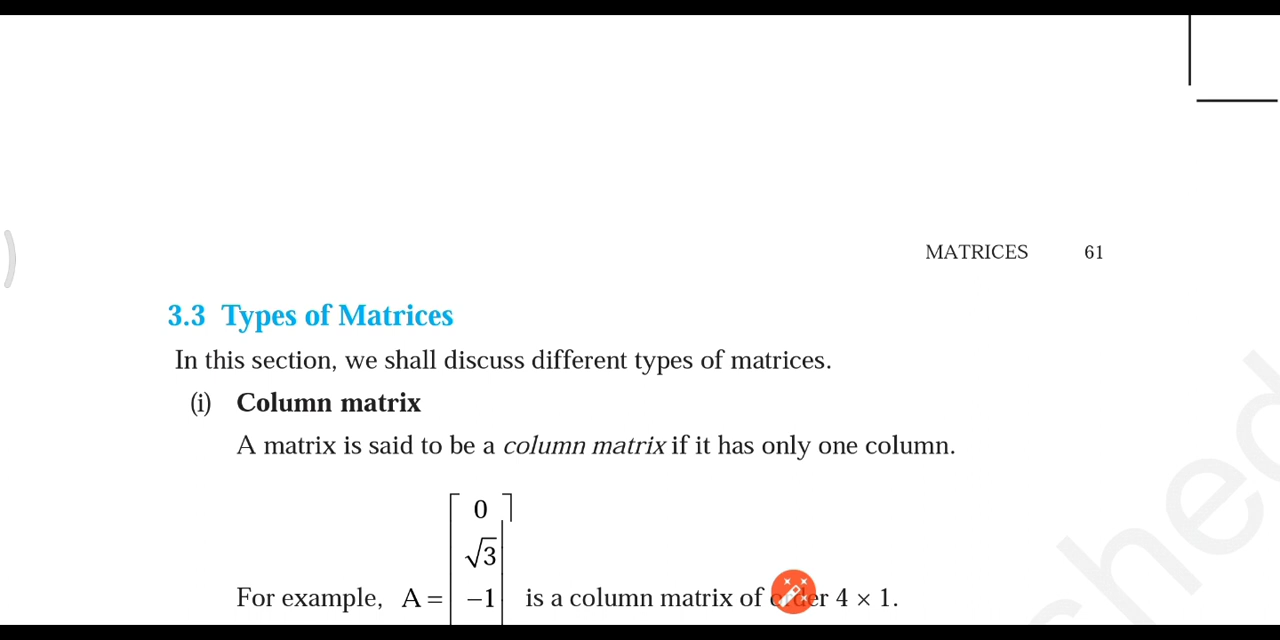 MATRICES 61
3.3 Types of Matrices
In this section, we shall discuss different types of matrices.
(i) Column matrix
A matrix is said to be a column matrix if it has only one column.
0
√3
For example, A = −1 is a column matrix of order 4 × 1.
hed